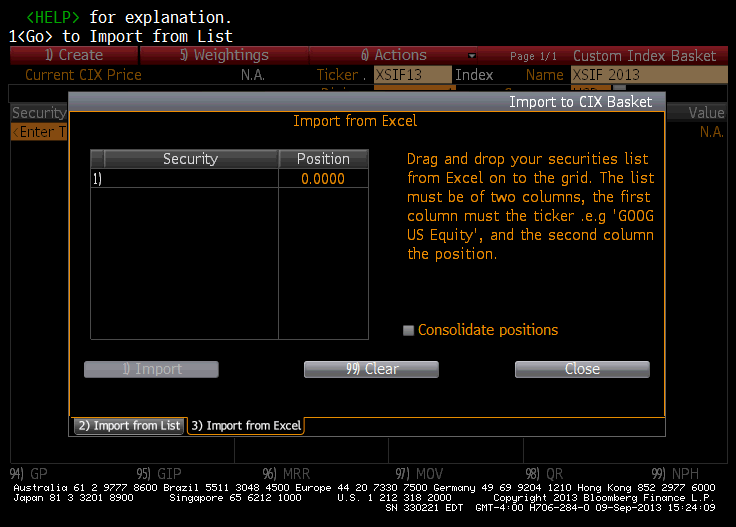 <HELP> for explanation.
1<Go> to Import from List
1) Create 5) Weightings 6) Actions Page 1/1 Custom Index Basket
Current CIX Price N.A. Ticker . XSIF13 Index Name XSIF 2013
Import to CIX Basket
Security Value
<Enter T N.A.
Import from Excel
Security Position
1) 0.0000
Drag and drop your securities list
from Excel on to the grid. The list
must be of two columns, the first
column must the ticker .e.g 'GOOG
US Equity', and the second column
the position.
Consolidate positions
1) Import 99) Clear Close
2) Import from List 3) Import from Excel
94) GP 95) GIP 96) MRR 97) MOV 98) QR 99) NPH
Australia 61 2 9777 8600 Brazil 5511 3048 4500 Europe 44 20 7330 7500 Germany 49 69 9204 1210 Hong Kong 852 2977 6000
Japan 81 3 3201 8900 Singapore 65 6212 1000 U.S. 1 212 318 2000 Copyright 2013 Bloomberg Finance L.P.
SN 330221 EDT GMT-4:00 H706-284-0 09-Sep-2013 15:24:09